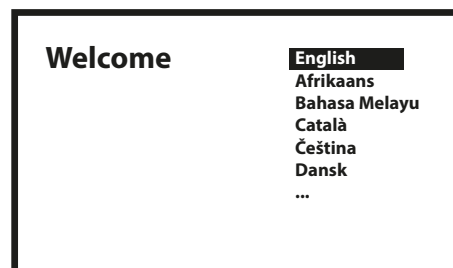 Welcome
English
Afrikaans
Bahasa Melayu
Català
Čeština
Dansk
...